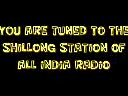 YOU ARE TUNED TO THE
SHILLONG STATION OF
ALL INDIA RADIO